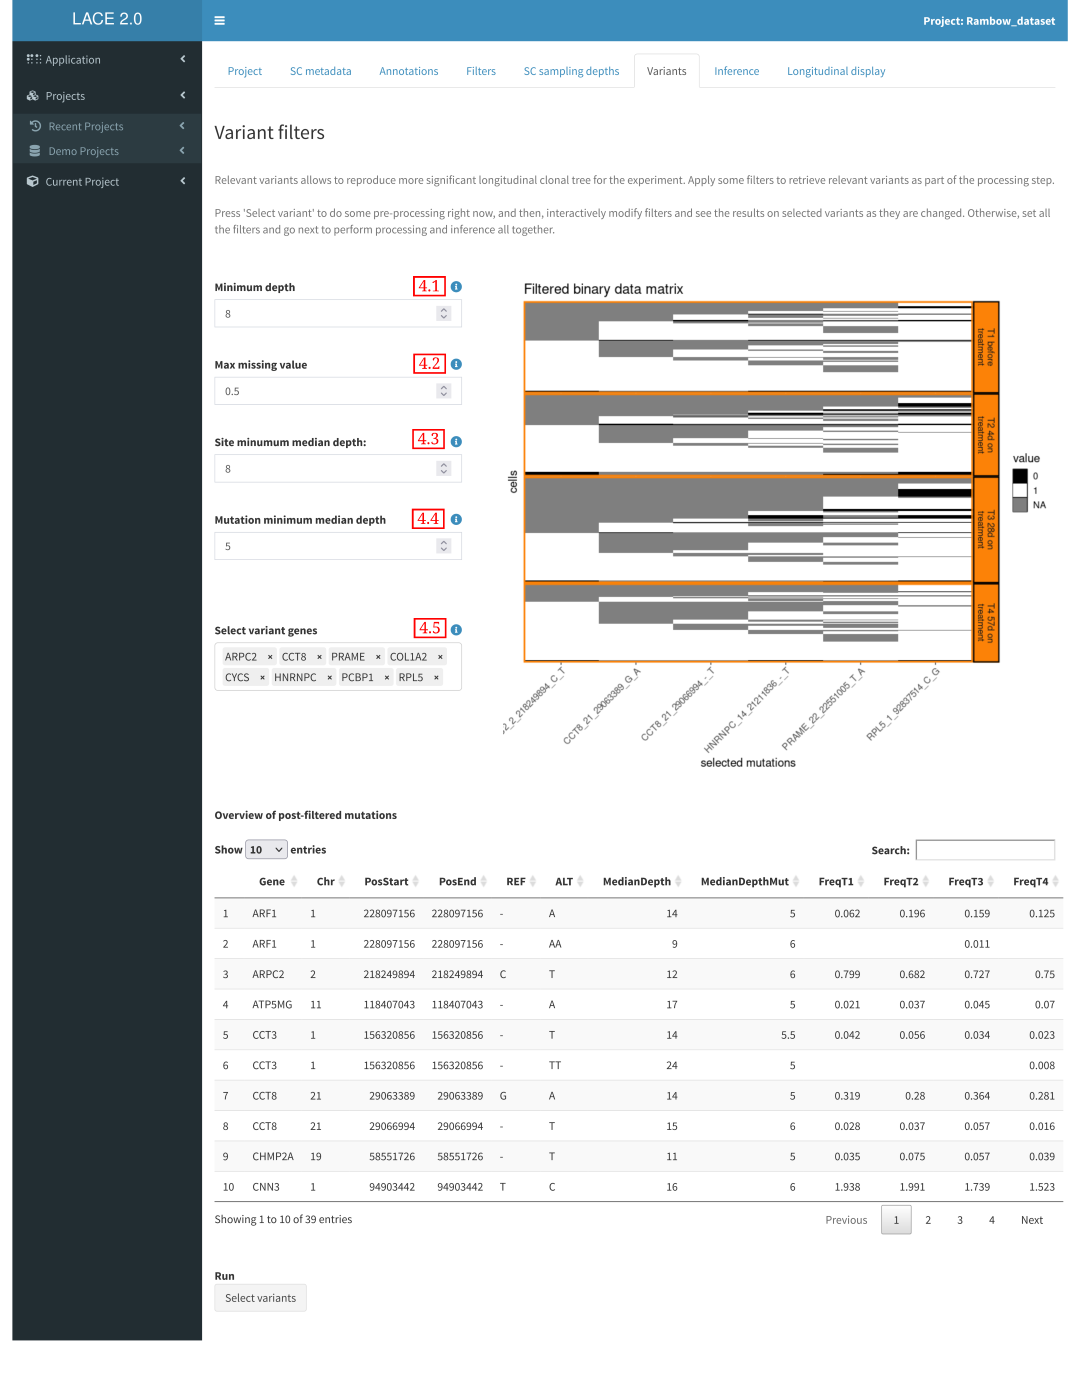 LACE 2.0
Project: Rambow_dataset
Application
Projects
Recent Projects
Demo Projects
Current Project
Project SC metadata Annotations Filters SC sampling depths Variants Inference Longitudinal display
Variant filters
Relevant variants allows to reproduce more significant longitudinal clonal tree for the experiment. Apply some filters to retrieve relevant variants as part of the processing step.
Press 'Select variant' to do some pre-processing right now, and then, interactively modify filters and see the results on selected variants as they are changed. Otherwise, set all
the filters and go next to perform processing and inference all together.
Minimum depth 4.1
8
Max missing value 4.2
0.5
Site minumum median depth: 4.3
8
Mutation minimum median depth 4.4
5
Select variant genes 4.5
ARPC2 × CCT8 × PRAME × COL1A2 ×
CYCS × HNRNPC × PCBP1 × RPL5 ×
Filtered binary data matrix
cells
T1 before
treatment
T2 4d on
treatment
T3 28d on
treatment
T4 57d on
treatment
value
0
1
NA
2_2_218249894_C_T
CCT8_21_29063389_G_A
CCT8_21_29066994_-_T
HNRNPC_14_21211836_-_T
PRAME_22_22551005_T_A
RPL5_1_92837514_C_G
selected mutations
Overview of post-filtered mutations
Show 10 entries
Search:
Gene Chr PosStart PosEnd REF ALT MedianDepth MedianDepthMut FreqT1 FreqT2 FreqT3 FreqT4
1 ARF1 1 228097156 228097156 - A 14 5 0.062 0.196 0.159 0.125
2 ARF1 1 228097156 228097156 - AA 9 6 0.011
3 ARPC2 2 218249894 218249894 C T 12 6 0.799 0.682 0.727 0.75
4 ATP5MG 11 118407043 118407043 - A 17 5 0.021 0.037 0.045 0.07
5 CCT3 1 156320856 156320856 - T 14 5.5 0.042 0.056 0.034 0.023
6 CCT3 1 156320856 156320856 - TT 24 5 0.008
7 CCT8 21 29063389 29063389 G A 14 5 0.319 0.28 0.364 0.281
8 CCT8 21 29066994 29066994 - T 15 6 0.028 0.037 0.057 0.016
9 CHMP2A 19 58551726 58551726 - T 11 5 0.035 0.075 0.057 0.039
10 CNN3 1 94903442 94903442 T C 16 6 1.938 1.991 1.739 1.523
Showing 1 to 10 of 39 entries
Previous 1 2 3 4 Next
Run
Select variants